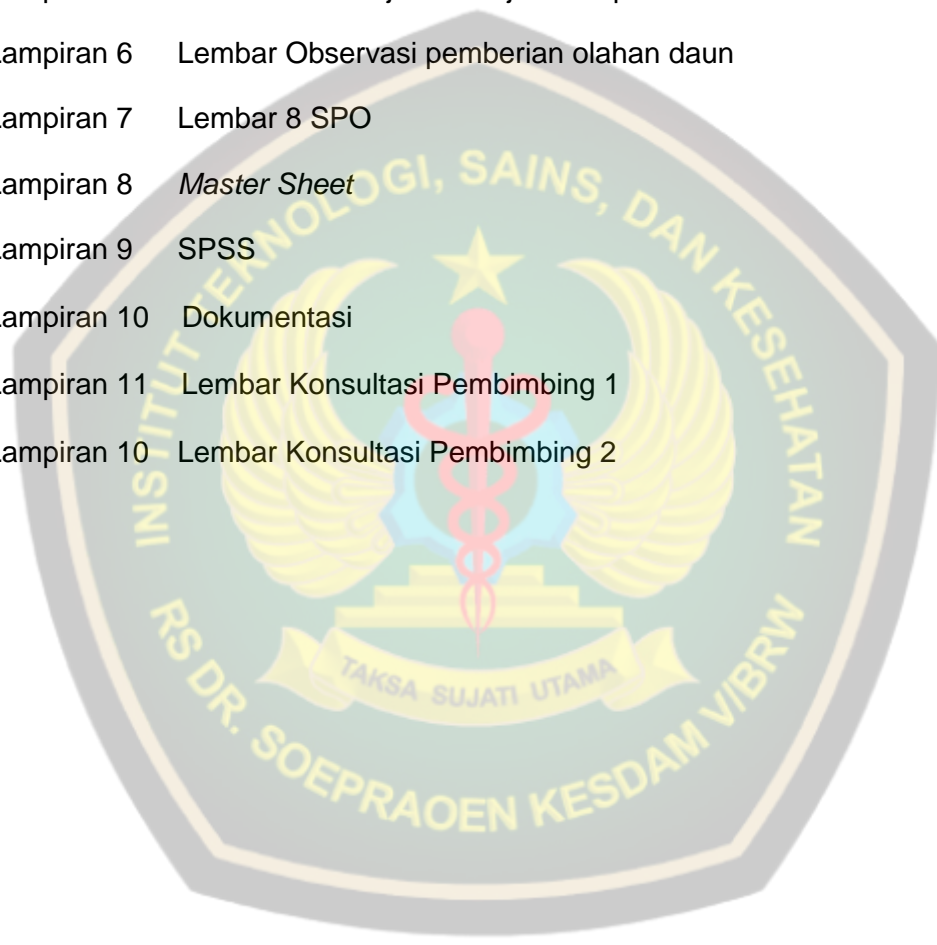 ampiran 6 Lembar Observasi pemberian olahan daun
ampiran 7 Lembar 8 SPO
ampiran 8 Master Sheet
ampiran 9 SPSS
ampiran 10 Dokumentasi
ampiran 11 Lembar Konsultasi Pembimbing 1
ampiran 10 Lembar Konsultasi Pembimbing 2
INSTITUT TEKNOLOGI, SAINS, DAN KESEHATAN
TAKSA SUJATI UTAMA
RS DR. SOEPRAOEN KESDAM V/BRW